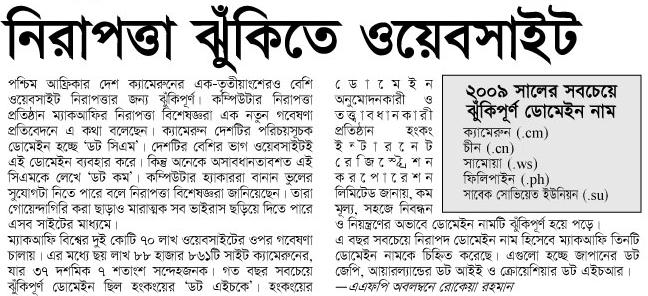 নিরাপত্তা ঝুঁকিতে ওয়েবসাইট
পশ্চিম আফ্রিকার দেশ ক্যামেরুনের এক-তৃতীয়াংশেরও বেশি
ওয়েবসাইট নিরাপত্তার জন্য ঝুঁকিপূর্ণ। কম্পিউটার নিরাপত্তা
প্রতিষ্ঠান ম্যাকআফির নিরাপত্তা বিশেষজ্ঞরা এক নতুন গবেষণা
প্রতিবেদনে এ কথা বলেছেন। ক্যামেরুন দেশটির পরিচয়সূচক
ডোমেইন হচ্ছে 'ডট সিএম'। দেশটির বেশির ভাগ ওয়েবসাইটই
এই ডোমেইন ব্যবহার করে। কিন্তু অনেকে অসাবধানতাবশত এই
সিএমকে লেখে 'ডট কম'। কম্পিউটার হ্যাকাররা বানান ভুলের
সুযোগটা নিতে পারে বলে নিরাপত্তা বিশেষজ্ঞরা জানিয়েছেন। তারা
গোয়েন্দাগিরি করা ছাড়াও মারাত্মক সব ভাইরাস ছড়িয়ে দিতে পারে
এসব সাইটের মাধ্যমে।
ম্যাকআফি বিশ্বের দুই কোটি ৭০ লাখ ওয়েবসাইটের ওপর গবেষণা
চালায়। এর মধ্যে ছয় লাখ ৮৮ হাজার ৮৬১টি সাইট ক্যামেরুনের,
যার ৩৭ দশমিক ৭ শতাংশ সন্দেহজনক। গত বছর সবচেয়ে
ঝুঁকিপূর্ণ ডোমেইন ছিল হংকংয়ের 'ডট এইচকে'। হংকংয়ের
ডোমেইন
অনুমোদনকারী ও
তত্ত্বাবধানকারী
প্রতিষ্ঠান হংকং
ইন্টারনেট
রেজিস্ট্রেশন
করপোরেশন
লিমিটেড জানায়, কম
মূল্য, সহজে নিবন্ধন
ও নিয়ন্ত্রণের অভাবে ডোমেইন নামটি ঝুঁকিপূর্ণ হয়ে পড়ে।
এ বছর সবচেয়ে নিরাপদ ডোমেইন নাম হিসেবে ম্যাকআফি তিনটি
ডোমেইন নামকে চিহ্নিত করেছে। এগুলো হচ্ছে জাপানের ডট
জেপি, আয়ারল্যান্ডের ডট আইই ও ক্রোয়েশিয়ার ডট এইচআর।
—এএফপি অবলম্বনে রোকেয়া রহমান
২০০৯ সালের সবচেয়ে
ঝুঁকিপূর্ণ ডোমেইন নাম
ক্যামেরুন (.cm)
চীন (.cn)
সামোয়া (.ws)
ফিলিপাইন (.ph)
সাবেক সোভিয়েত ইউনিয়ন (.su)